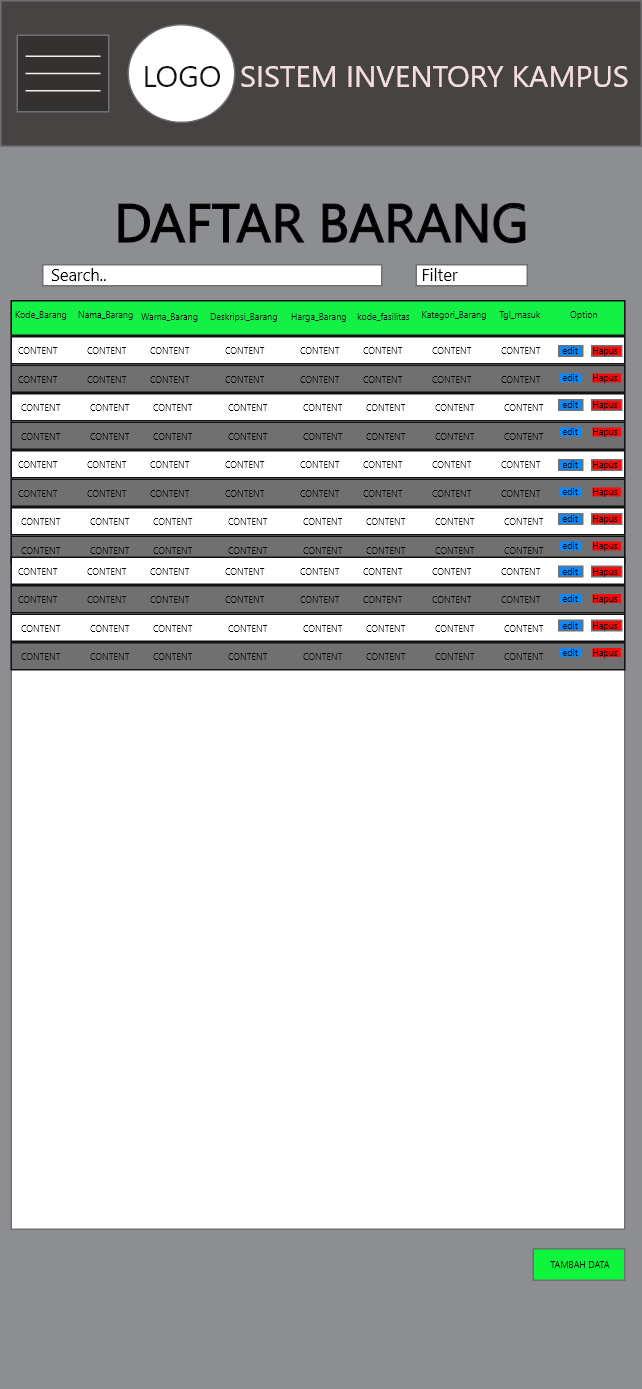 LOGO SISTEM INVENTORY KAMPUS
DAFTAR BARANG
Search.. Filter
Kode_Barang Nama_Barang Warna_Barang Deskripsi_Barang Harga_Barang kode_fasilitas Kategori_Barang Tgl_masuk Option
CONTENT CONTENT CONTENT CONTENT CONTENT CONTENT CONTENT CONTENT edit Hapus
CONTENT CONTENT CONTENT CONTENT CONTENT CONTENT CONTENT CONTENT edit Hapus
CONTENT CONTENT CONTENT CONTENT CONTENT CONTENT CONTENT CONTENT edit Hapus
CONTENT CONTENT CONTENT CONTENT CONTENT CONTENT CONTENT CONTENT edit Hapus
CONTENT CONTENT CONTENT CONTENT CONTENT CONTENT CONTENT CONTENT edit Hapus
CONTENT CONTENT CONTENT CONTENT CONTENT CONTENT CONTENT CONTENT edit Hapus
CONTENT CONTENT CONTENT CONTENT CONTENT CONTENT CONTENT CONTENT edit Hapus
CONTENT CONTENT CONTENT CONTENT CONTENT CONTENT CONTENT CONTENT edit Hapus
CONTENT CONTENT CONTENT CONTENT CONTENT CONTENT CONTENT CONTENT edit Hapus
CONTENT CONTENT CONTENT CONTENT CONTENT CONTENT CONTENT CONTENT edit Hapus
CONTENT CONTENT CONTENT CONTENT CONTENT CONTENT CONTENT CONTENT edit Hapus
CONTENT CONTENT CONTENT CONTENT CONTENT CONTENT CONTENT CONTENT edit Hapus
TAMBAH DATA